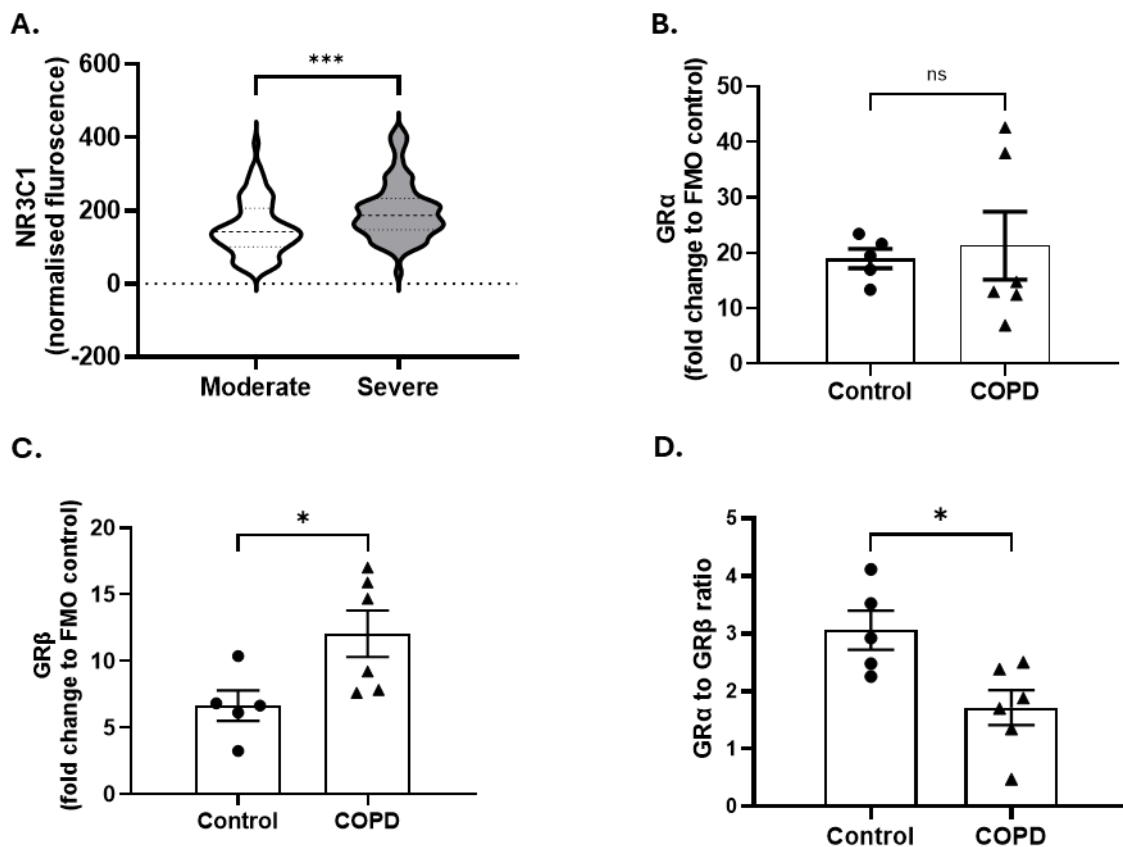 A.
600
400
200
0
-200
NR3C1
(normalised fluroscence)
***
Moderate
Severe
B.
50
40
30
20
10
0
GRα
(fold change to FMO control)
ns
Control
COPD
C.
20
15
10
5
0
GRβ
(fold change to FMO control)
*
Control
COPD
D.
5
4
3
2
1
0
GRα to GRβ ratio
*
Control
COPD